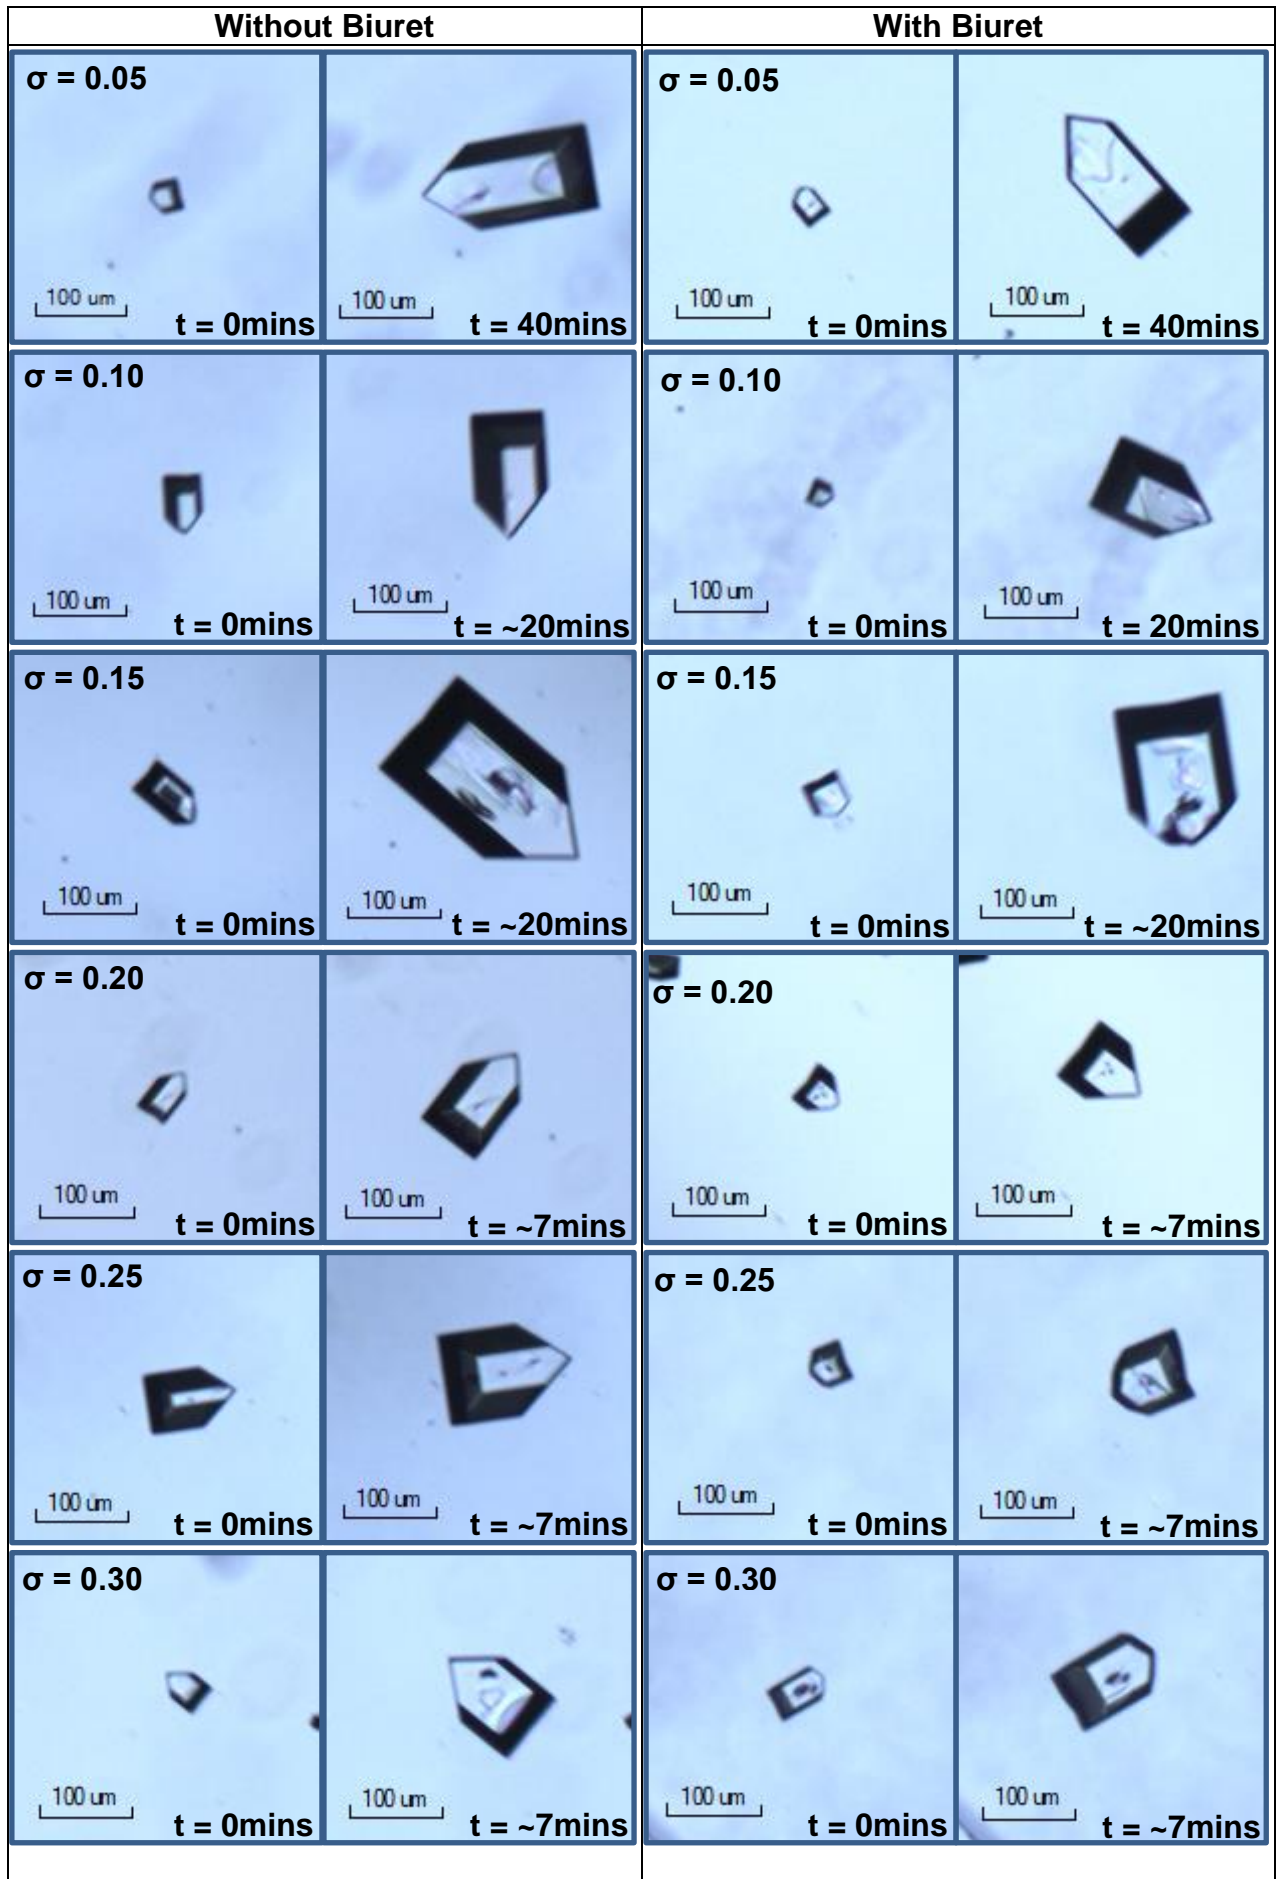 Without Biuret
With Biuret
σ = 0.05
100 um
t = 0mins
100 um
t = 40mins
σ = 0.05
100 um
t = 0mins
100 um
t = 40mins
σ = 0.10
100 um
t = 0mins
100 um
t = ~20mins
σ = 0.10
100 um
t = 0mins
100 um
t = 20mins
σ = 0.15
100 um
t = 0mins
100 um
t = ~20mins
σ = 0.15
100 um
t = 0mins
100 um
t = ~20mins
σ = 0.20
100 um
t = 0mins
100 um
t = ~7mins
σ = 0.20
100 um
t = 0mins
100 um
t = ~7mins
σ = 0.25
100 um
t = 0mins
100 um
t = ~7mins
σ = 0.25
100 um
t = 0mins
100 um
t = ~7mins
σ = 0.30
100 um
t = 0mins
100 um
t = ~7mins
σ = 0.30
100 um
t = 0mins
100 um
t = ~7mins